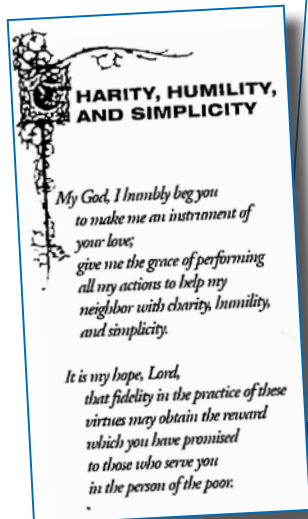 CHARITY, HUMILITY,
AND SIMPLICITY
My God, I humbly beg you
to make me an instrument of
your love;
give me the grace of performing
all my actions to help my
neighbor with charity, humility,
and simplicity.
It is my hope, Lord,
that fidelity in the practice of these
virtues may obtain the reward
which you have promised
to those who serve you
in the person of the poor.